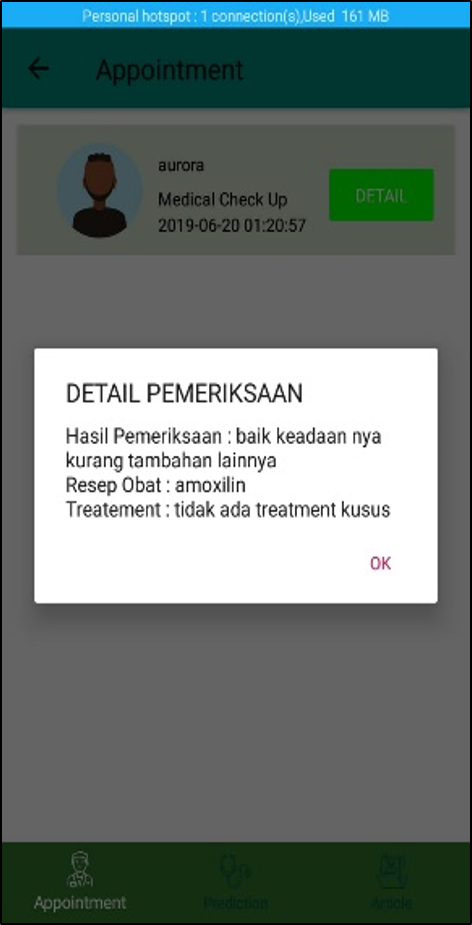 Personal hotspot : 1 connection(s),Used 161 MB
Appointment
aurora
Medical Check Up
2019-06-20 01:20:57
DETAIL
DETAIL PEMERIKSAAN
Hasil Pemeriksaan : baik keadaan nya
kurang tambahan lainnya
Resep Obat : amoxilin
Treatement : tidak ada treatment kusus
OK
Appointment
Prediction
Article